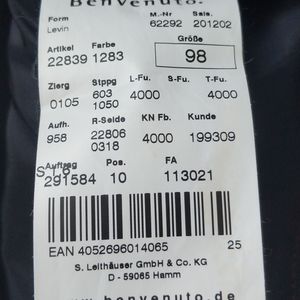 Benvenuto.
Form M.-Nr Sais.
Levin 62292 201202
Artikel Farbe Größe
22839 1283 98
Zierg Stppg L-Fu. S-Fu. T-Fu.
0105 603 4000 4000
1050
Aufh. R-Seide KN Fb. Kunde
958 22806 4000 199309
0318
Auftrag Pos. FA
291584 10 113021
EAN 4052696014065 25
S. Leithäuser GmbH & Co. KG
D - 59065 Hamm
www.benvenuto.de